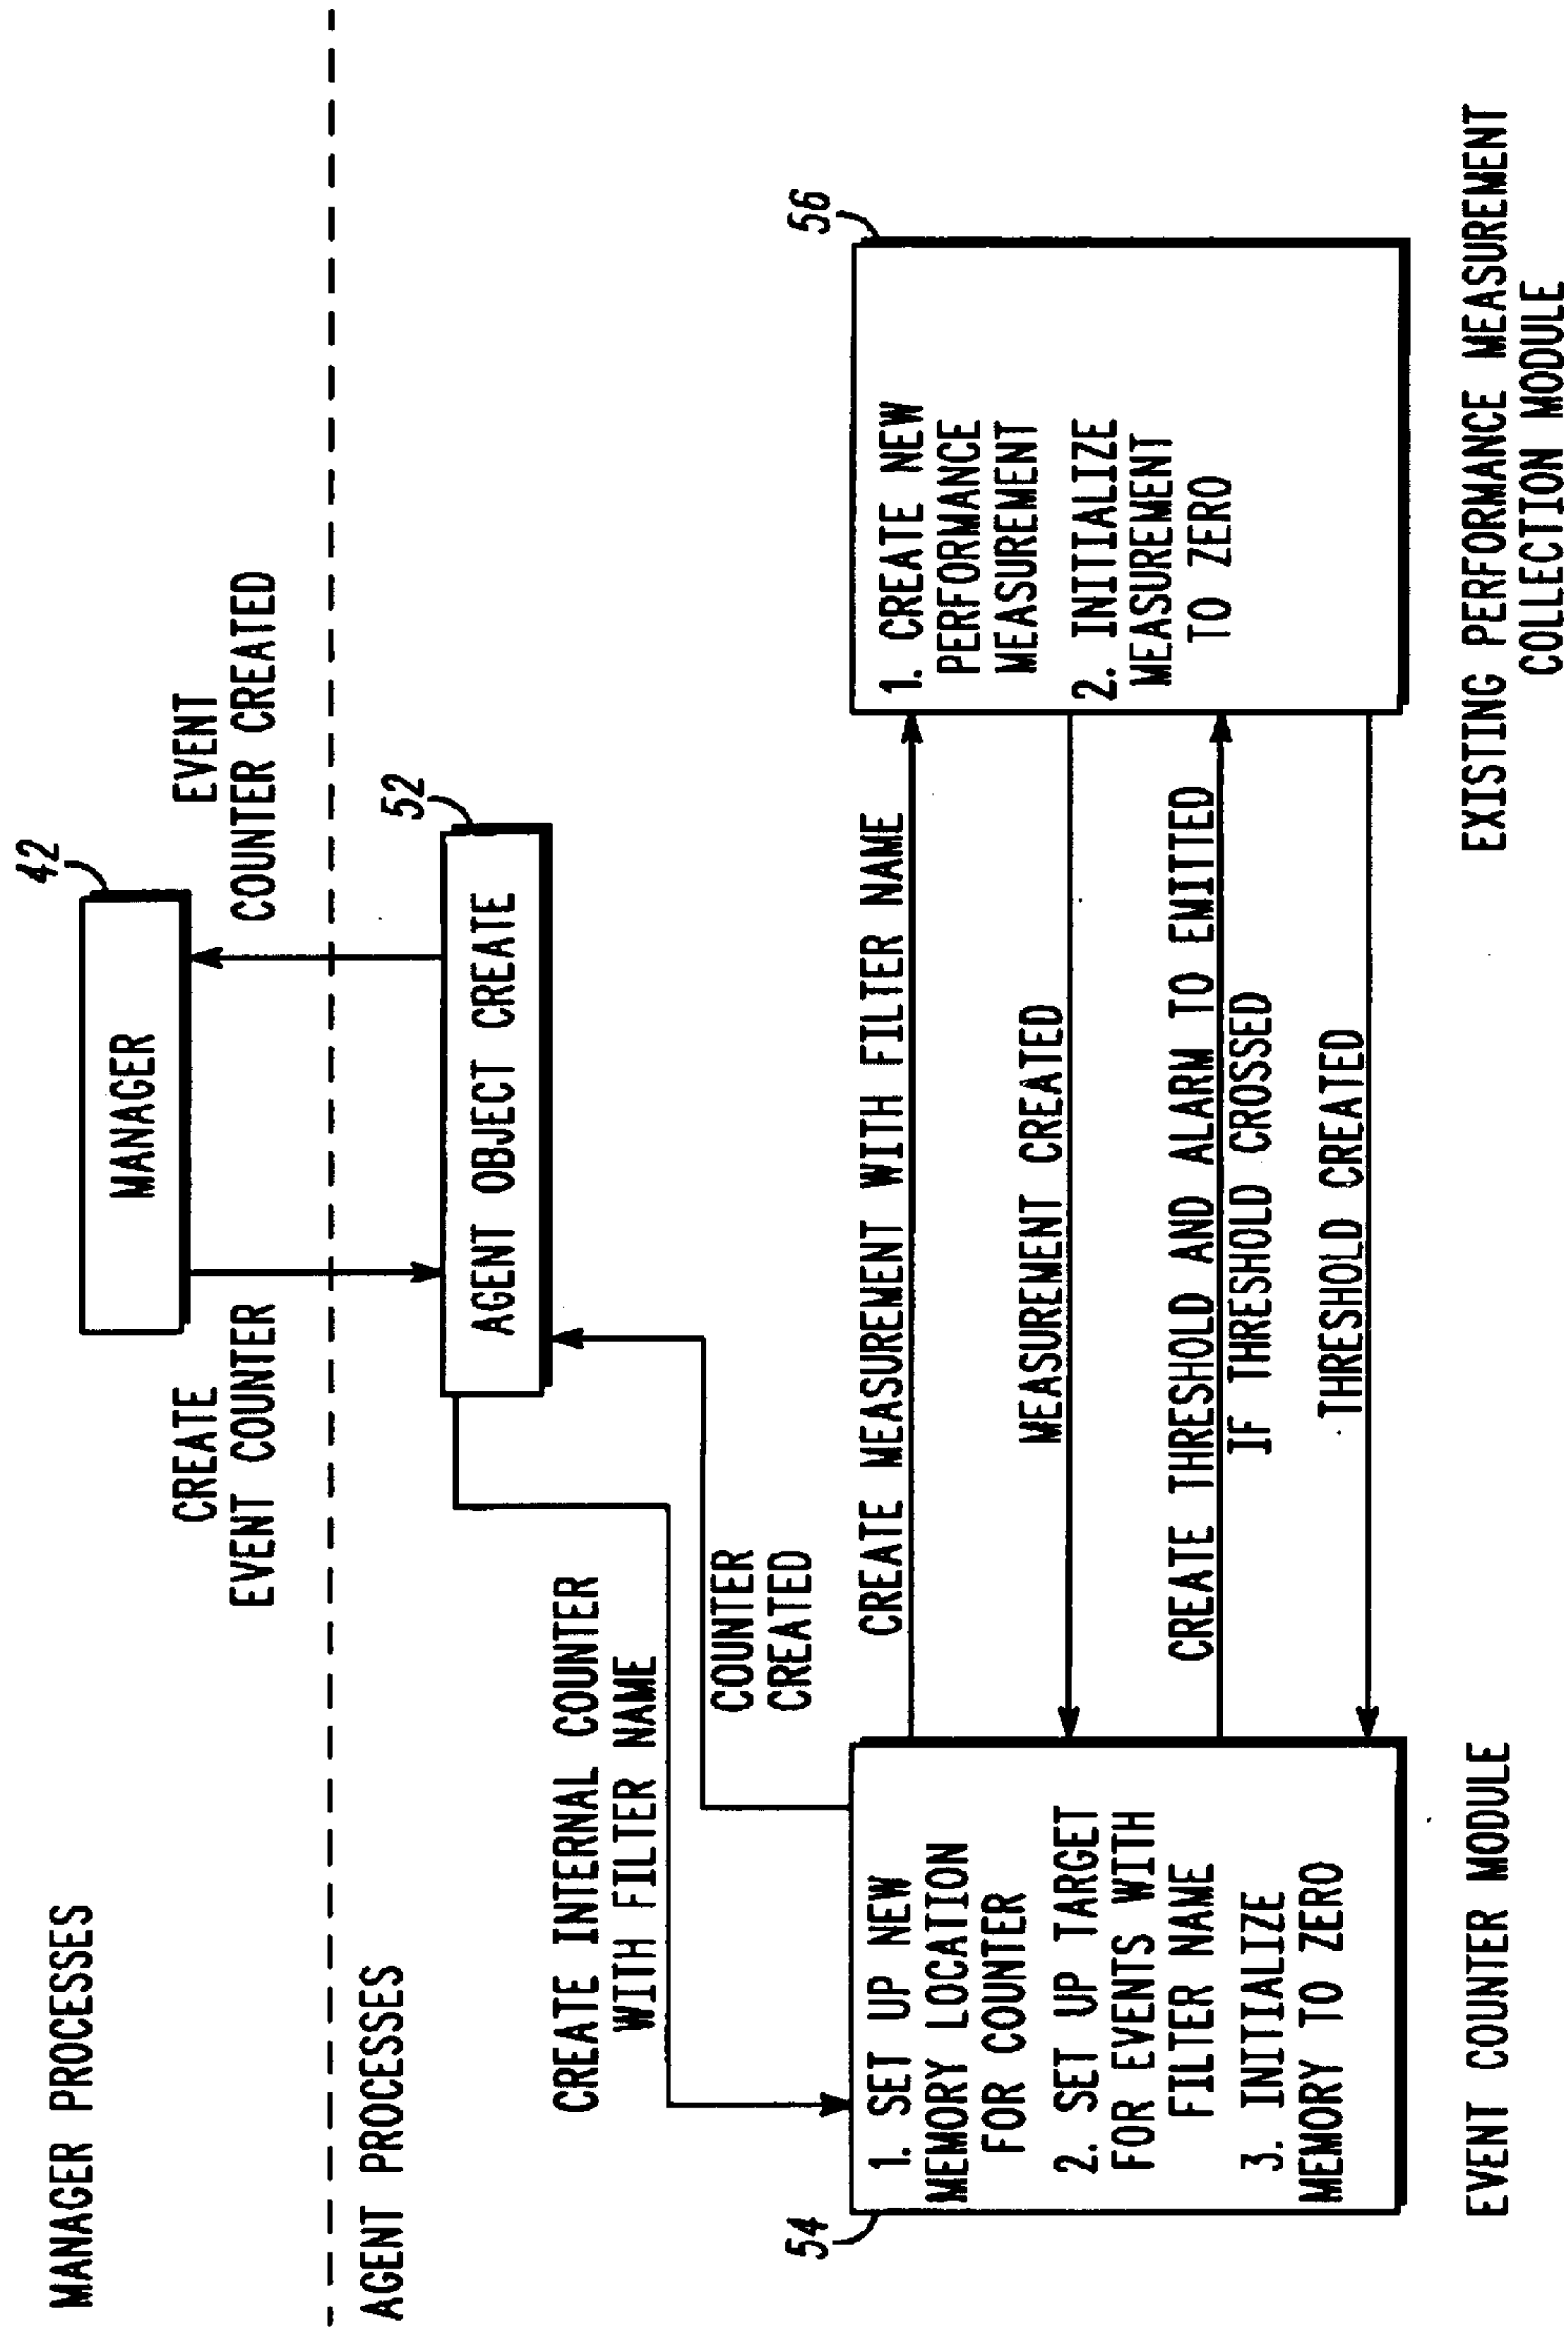 MANAGER PROCESSES
42
MANAGER
CREATE
EVENT COUNTER
EVENT
COUNTER CREATED
AGENT PROCESSES
52
AGENT OBJECT CREATE
CREATE INTERNAL COUNTER
WITH FILTER NAME
COUNTER
CREATED
54
1. SET UP NEW
MEMORY LOCATION
FOR COUNTER
2. SET UP TARGET
FOR EVENTS WITH
FILTER NAME
3. INITIALIZE
MEMORY TO ZERO
CREATE MEASUREMENT WITH FILTER NAME
MEASUREMENT CREATED
CREATE THRESHOLD AND ALARM TO EMITTED
IF THRESHOLD CROSSED
THRESHOLD CREATED
56
1. CREATE NEW
PERFORMANCE
MEASUREMENT
2. INITIALIZE
MEASUREMENT
TO ZERO
EVENT COUNTER MODULE
EXISTING PERFORMANCE MEASUREMENT
COLLECTION MODULE